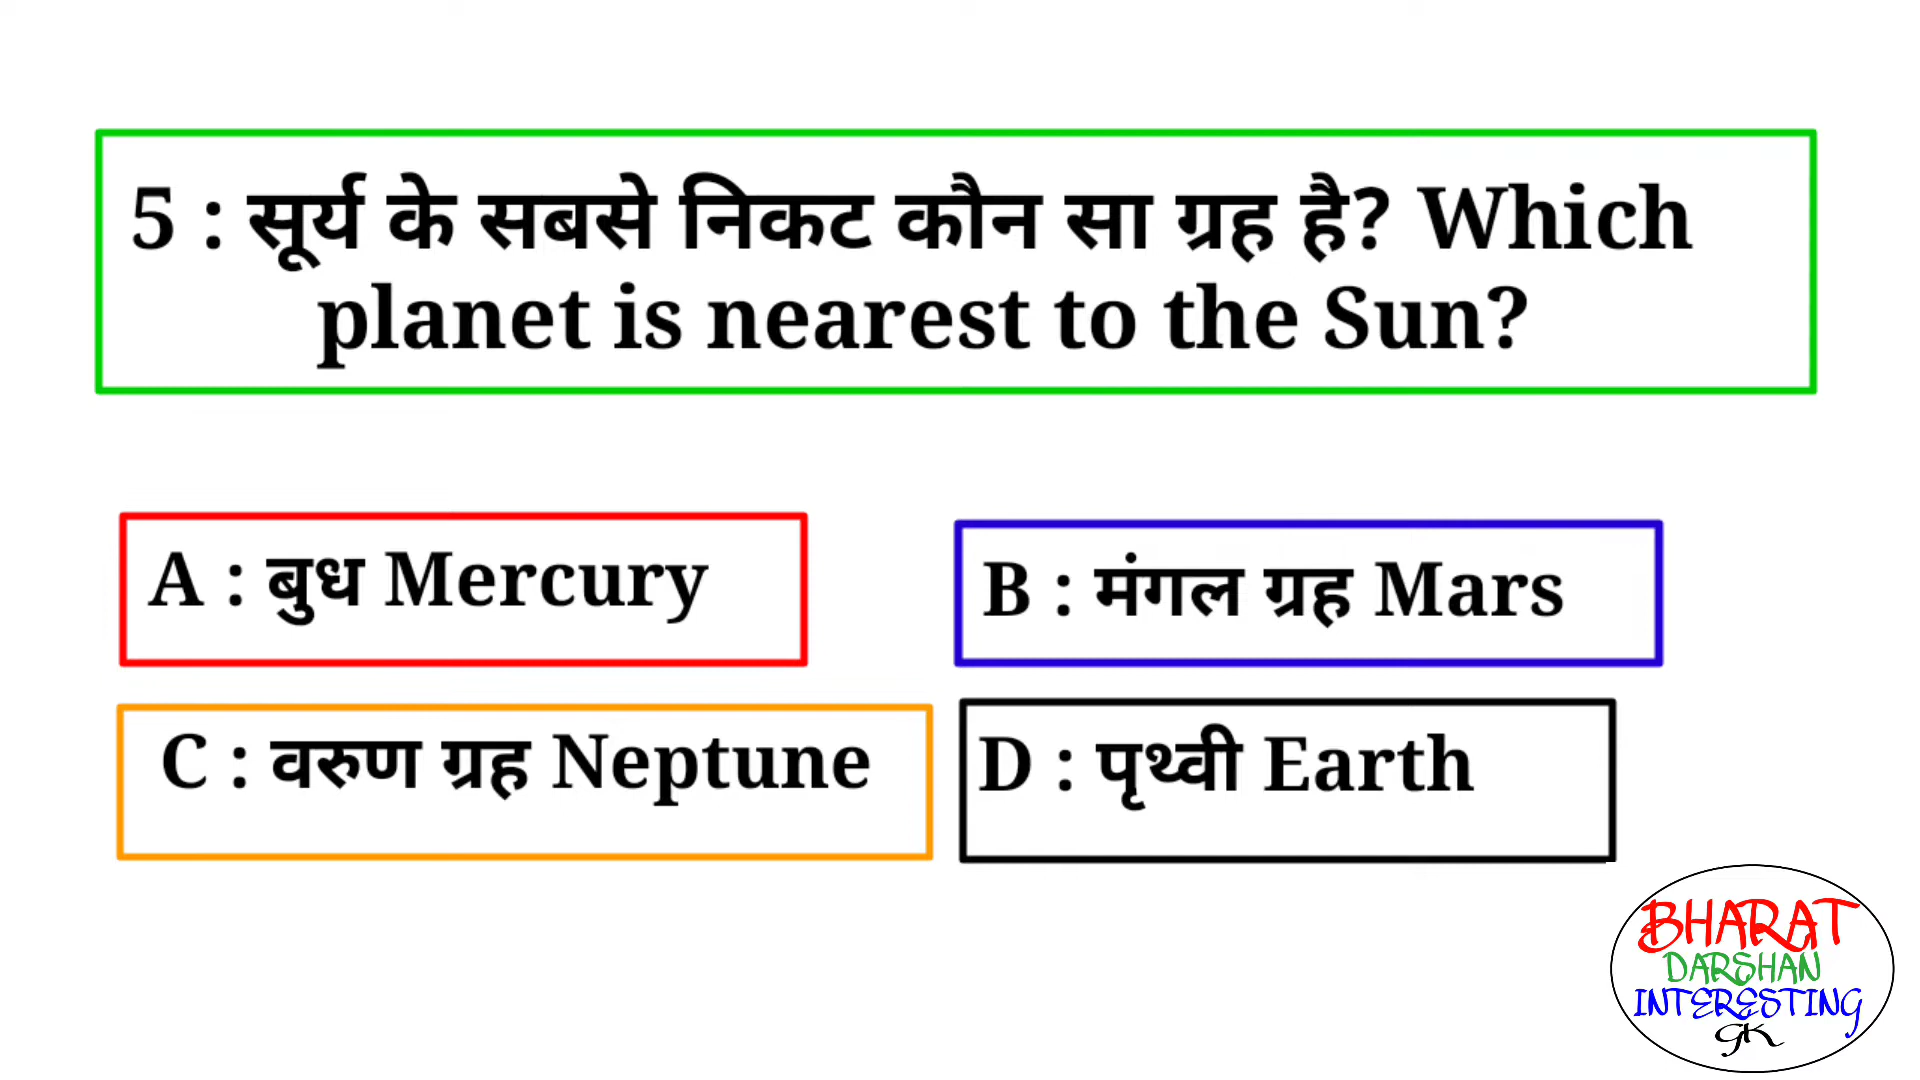 5 : सूर्य के सबसे निकट कौन सा ग्रह है? Which
planet is nearest to the Sun?
A : बुध Mercury
B : मंगल ग्रह Mars
C : वरुण ग्रह Neptune
D : पृथ्वी Earth
BHARAT
DARSHAN
INTERESTING
GK